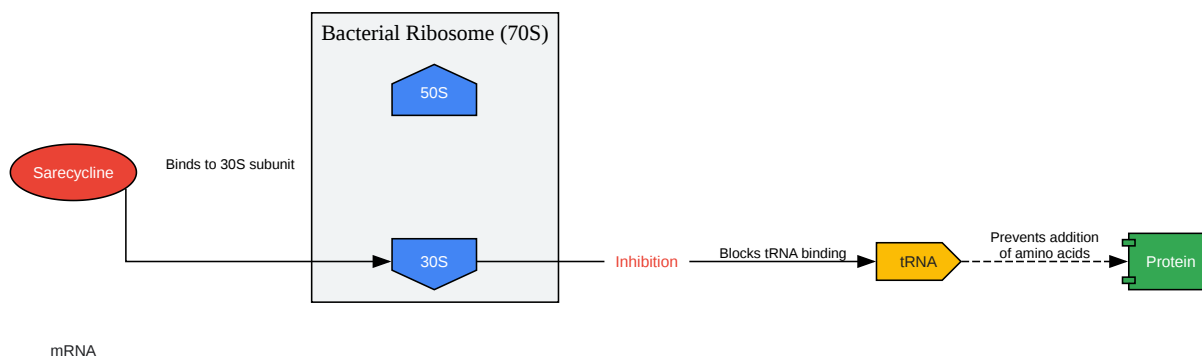 Bacterial Ribosome (70S)
50S
Sarecycline
Binds to 30S subunit
30S
Inhibition
Blocks tRNA binding
tRNA
Prevents addition
of amino acids
Protein
mRNA